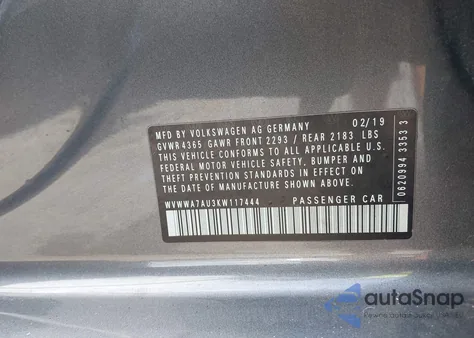 MFD BY VOLKSWAGEN AG GERMANY 02/19
GVWR 4365 GAWR FRONT 2293 / REAR 2183 LBS
THIS VEHICLE CONFORMS TO ALL APPLICABLE U.S.
FEDERAL MOTOR VEHICLE SAFETY, BUMPER AND
THEFT PREVENTION STANDARDS IN EFFECT ON THE
DATE OF MANUFACTURE SHOWN ABOVE.
WVWWA7AU3KW117444 PASSENGER CAR
0620994 3353 3
autoSnap